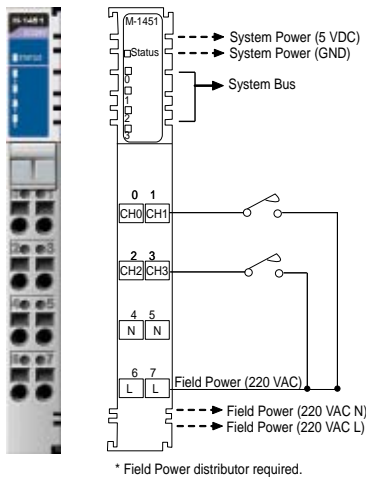 M-1451
M-1451
System Power (5 VDC)
Status
System Power (GND)
0
System Bus
1
2
3
0 1
CH0 CH1
2 3
CH2 CH3
4 5
N N
6 7
L L
Field Power (220 VAC)
Field Power (220 VAC N)
Field Power (220 VAC L)
* Field Power distributor required.